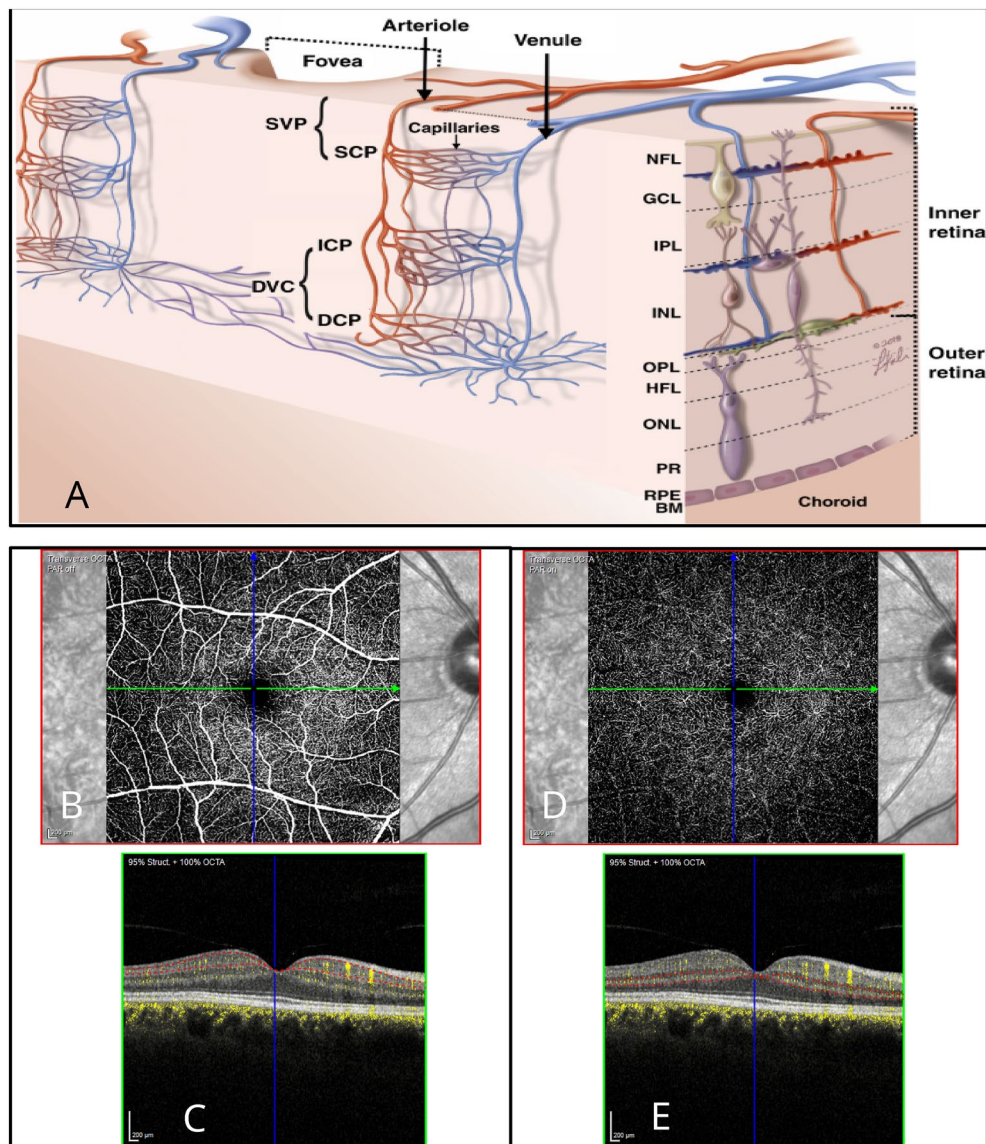 Arteriole
Venule
Fovea
SVP
SCP
Capillaries
ICP
DVC
DCP
NFL
GCL
IPL
INL
OPL
HFL
ONL
PR
RPE
BM
Inner
retina
Outer
retina
Choroid
A
Transverse OCTA
PAR off
B
200 µm
Transverse OCTA
PAR on
D
200 µm
95% Struct. + 100% OCTA
C
200 µm
95% Struct. + 100% OCTA
E
200 µm